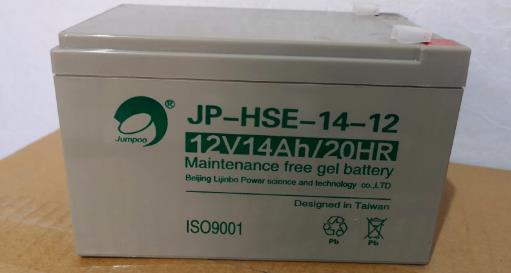 JP-HSE-14-12
®
Jumpoo
12V14Ah/20HR
Maintenance free gel battery
Beijing Lijinbo Power science and technology co.,LTD
Designed in Taiwan
ISO9001
Pb
Pb